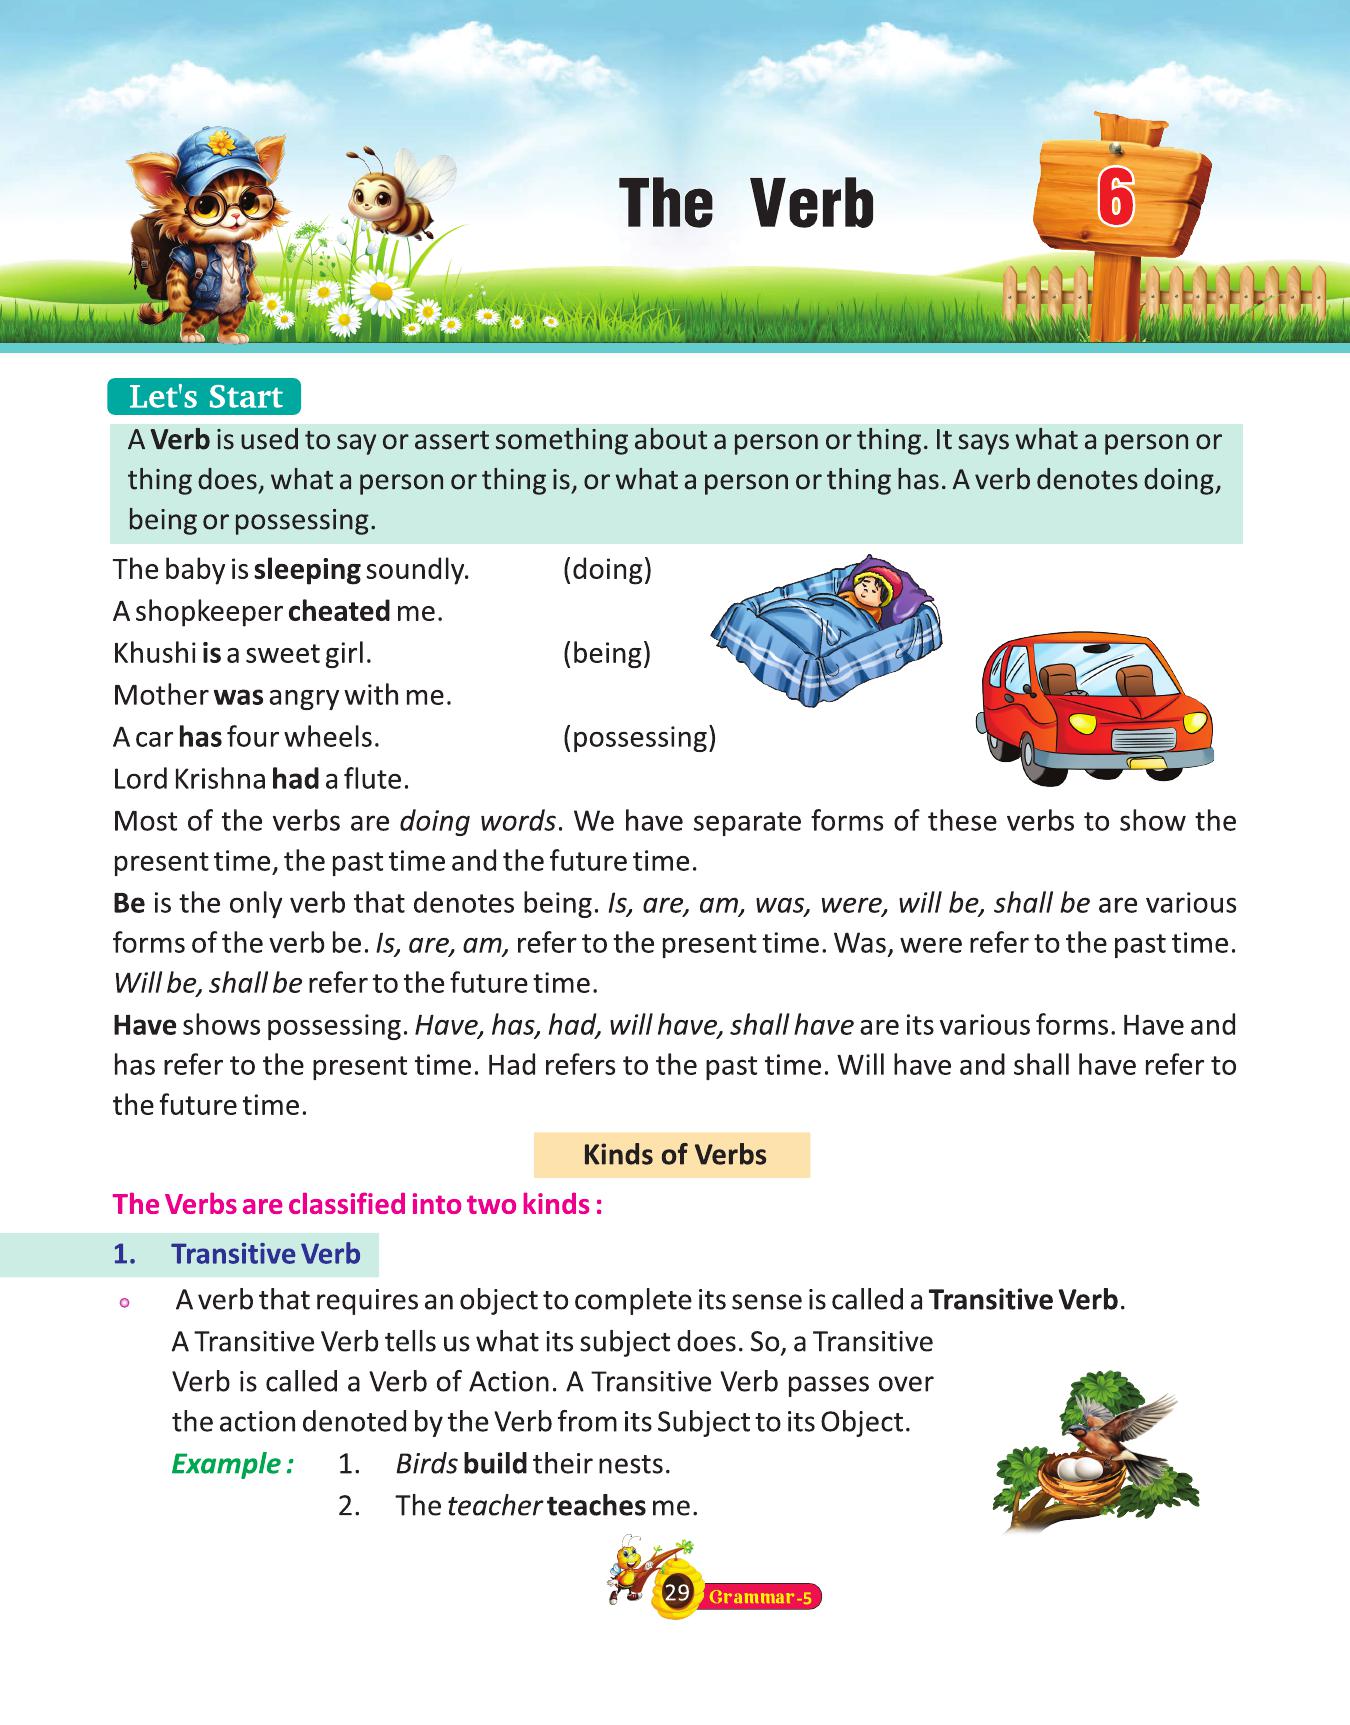 The Verb
6
Let's Start
A Verb is used to say or assert something about a person or thing. It says what a person or
thing does, what a person or thing is, or what a person or thing has. A verb denotes doing,
being or possessing.
The baby is sleeping soundly. (doing)
A shopkeeper cheated me.
Khushi is a sweet girl. (being)
Mother was angry with me.
A car has four wheels. (possessing)
Lord Krishna had a flute.
Most of the verbs are doing words. We have separate forms of these verbs to show the
present time, the past time and the future time.
Be is the only verb that denotes being. Is, are, am, was, were, will be, shall be are various
forms of the verb be. Is, are, am, refer to the present time. Was, were refer to the past time.
Will be, shall be refer to the future time.
Have shows possessing. Have, has, had, will have, shall have are its various forms. Have and
has refer to the present time. Had refers to the past time. Will have and shall have refer to
the future time.
Kinds of Verbs
The Verbs are classified into two kinds :
1. Transitive Verb
A verb that requires an object to complete its sense is called a Transitive Verb.
A Transitive Verb tells us what its subject does. So, a Transitive
Verb is called a Verb of Action. A Transitive Verb passes over
the action denoted by the Verb from its Subject to its Object.
Example : 1. Birds build their nests.
2. The teacher teaches me.
29 Grammar-5